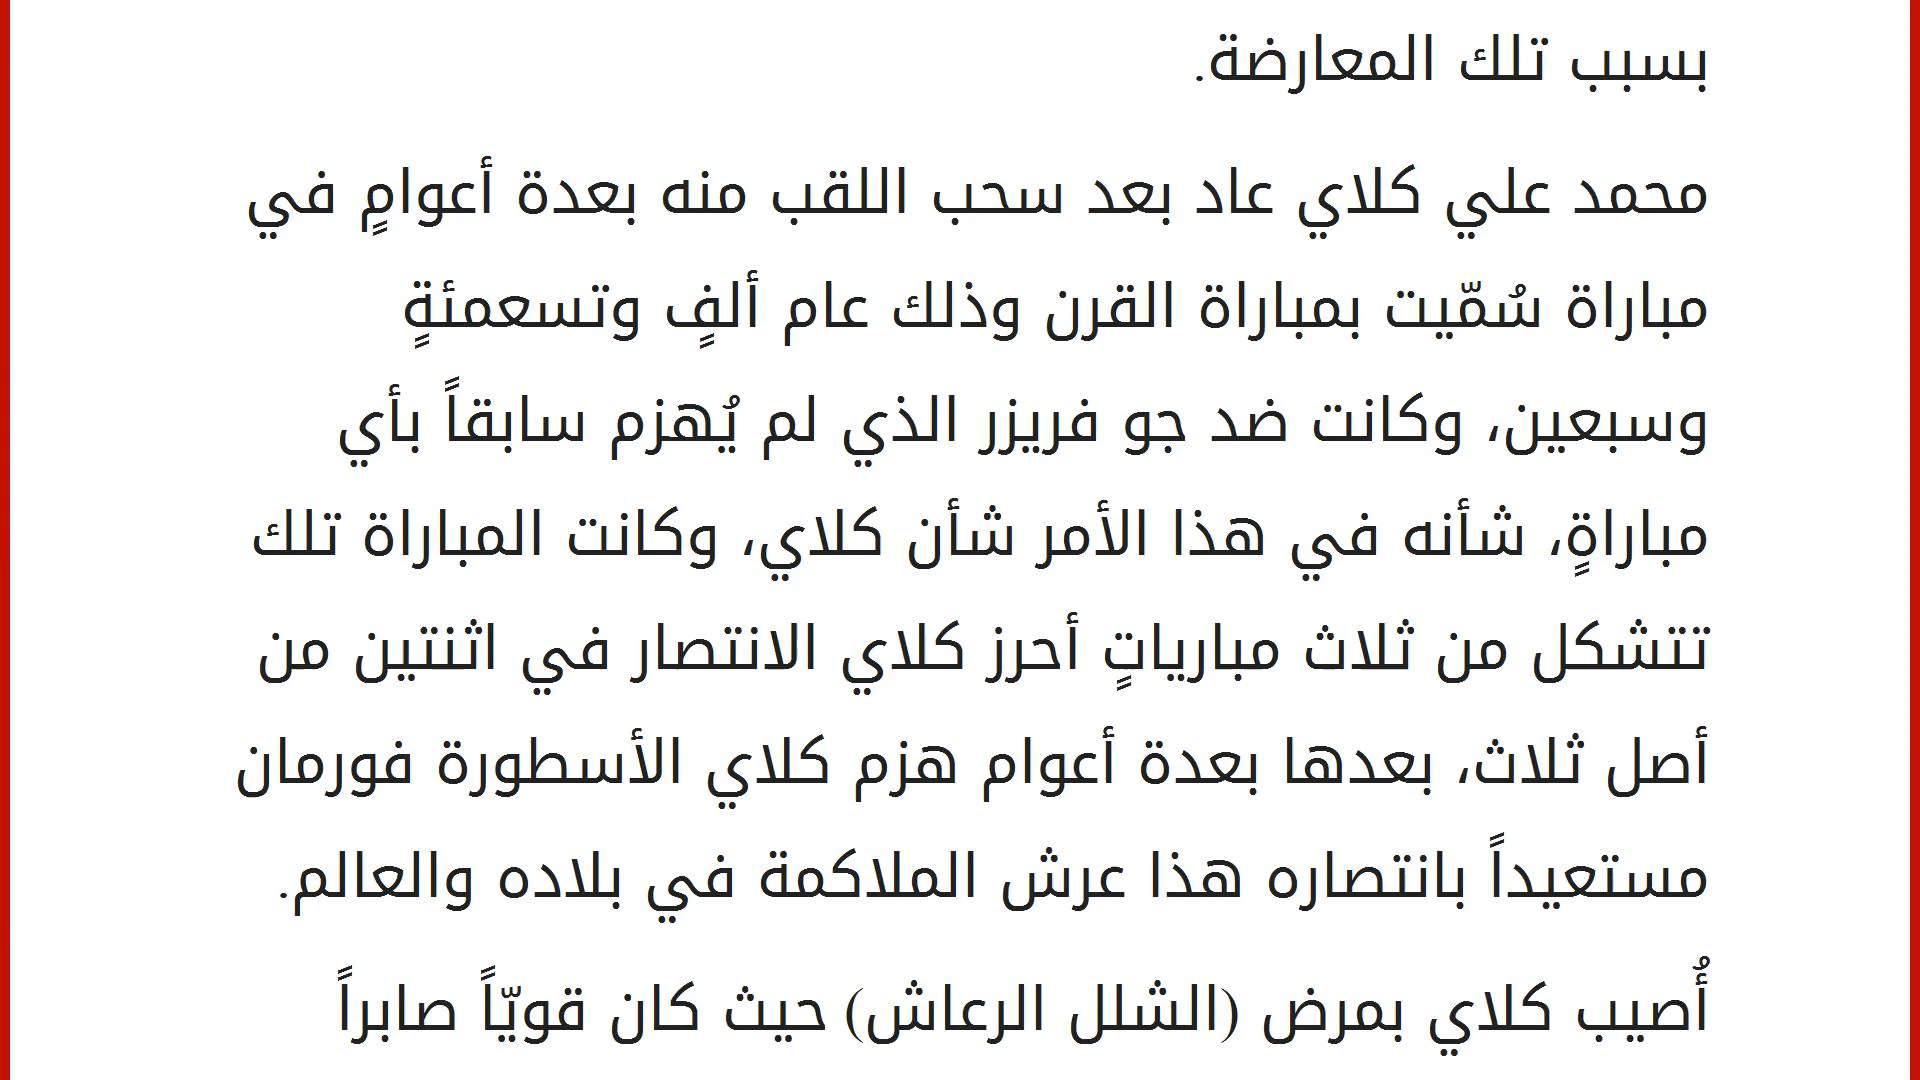 بسبب تلك المعارضة.
محمد علي كلاي عاد بعد سحب اللقب منه بعدة أعوامٍ في
مباراة سُمّيت بمباراة القرن وذلك عام ألفٍ وتسعمئةٍ
وسبعين، وكانت ضد جو فريزر الذي لم يُهزم سابقاً بأي
مباراةٍ، شأنه في هذا الأمر شأن كلاي، وكانت المباراة تلك
تتشكل من ثلاث مبارياتٍ أحرز كلاي الانتصار في اثنتين من
أصل ثلاث، بعدها بعدة أعوام هزم كلاي الأسطورة فورمان
مستعيداً بانتصاره هذا عرش الملاكمة في بلاده والعالم.
أُصيب كلاي بمرض (الشلل الرعاش) حيث كان قويّاً صابراً